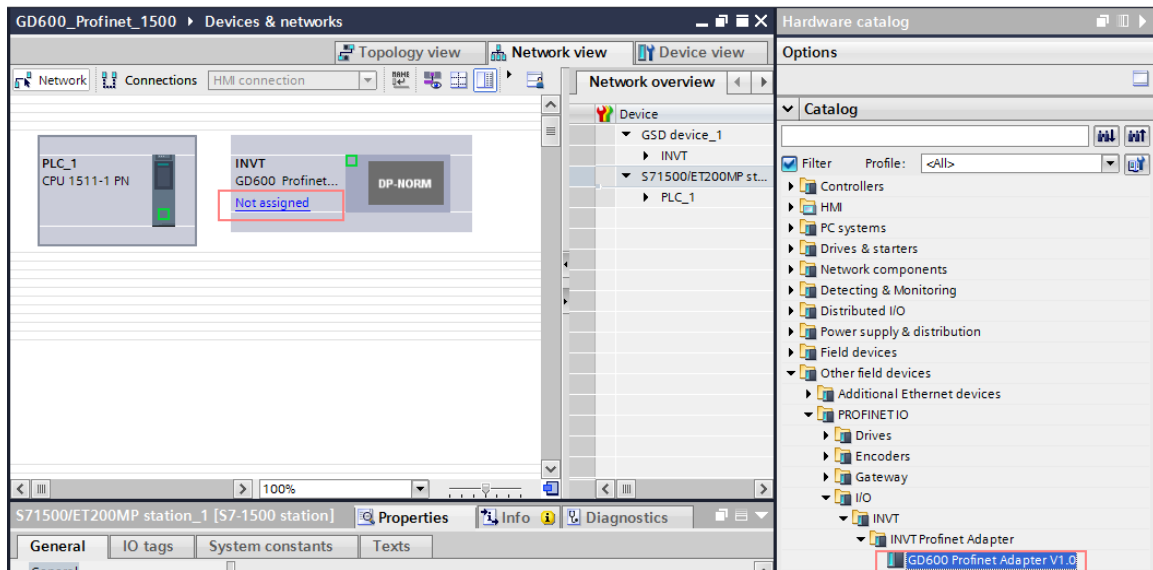 GD600_Profinet_1500 ▸ Devices & networks
Topology view
Network view
Device view
Network
Connections
HMI connection
Network overview
Device
GSD device_1
INVT
S71500/ET200MP st...
PLC_1
PLC_1
CPU 1511-1 PN
INVT
GD600 Profinet...
DP-NORM
Not assigned
100%
S71500/ET200MP station_1 [S7-1500 station]
Properties
Info
Diagnostics
General
IO tags
System constants
Texts
General
Hardware catalog
Options
Catalog
Filter
Profile:
<All>
Controllers
HMI
PC systems
Drives & starters
Network components
Detecting & Monitoring
Distributed I/O
Power supply & distribution
Field devices
Other field devices
Additional Ethernet devices
PROFINET IO
Drives
Encoders
Gateway
I/O
INVT
INVT Profinet Adapter
GD600 Profinet Adapter V1.0